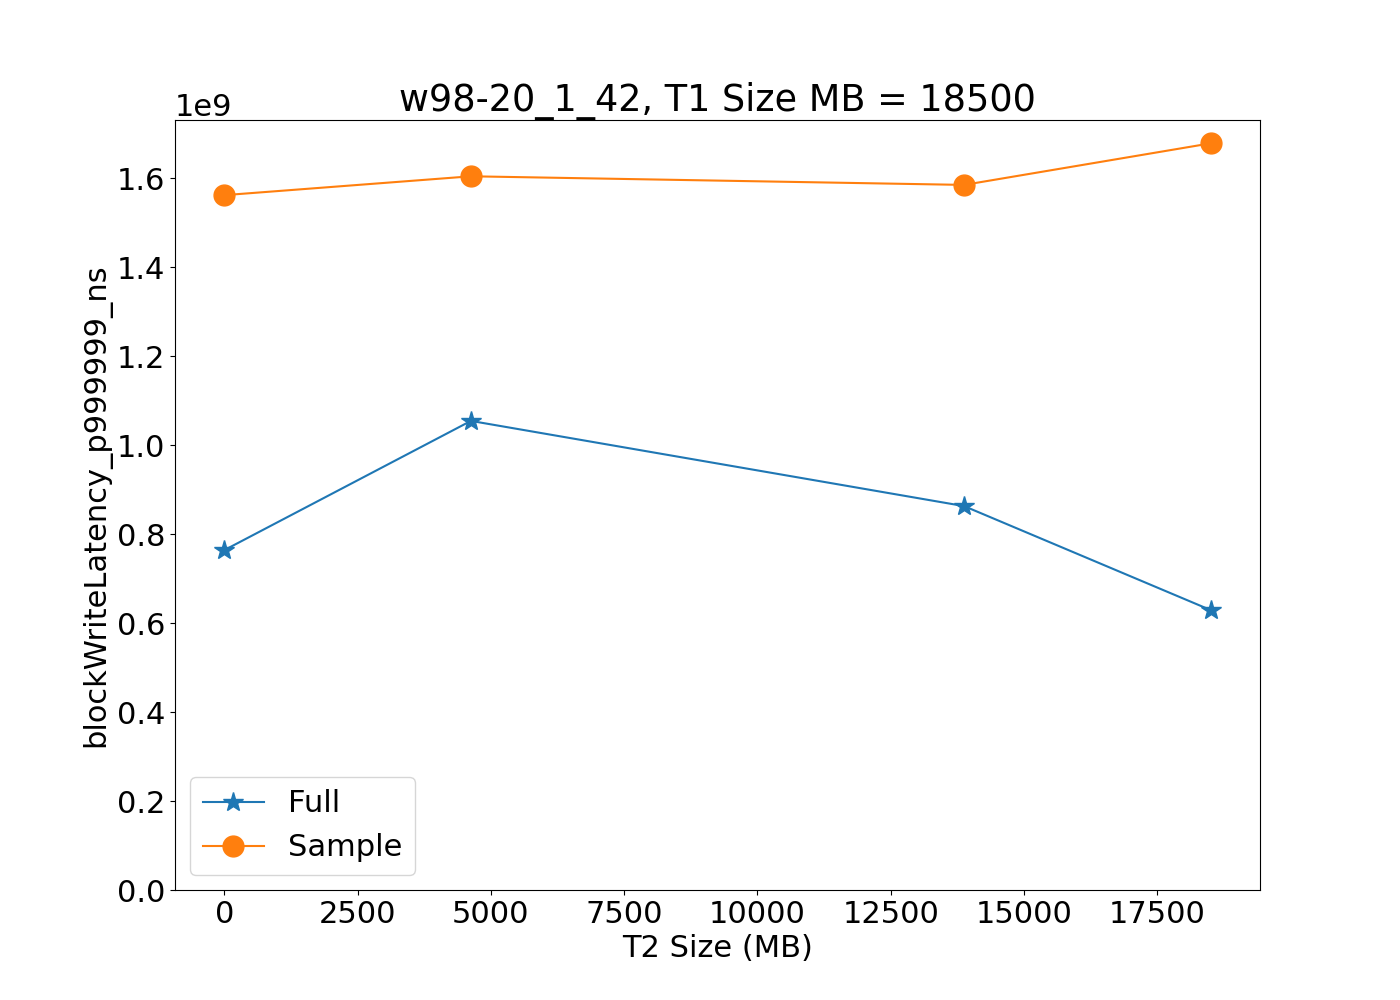 w98-20_1_42, T1 Size MB = 18500
1e9
1.6
1.4
1.2
1.0
0.8
0.6
0.4
0.2
0.0
blockWriteLatency_p999999_ns
Full
Sample
0 2500 5000 7500 10000 12500 15000 17500
T2 Size (MB)